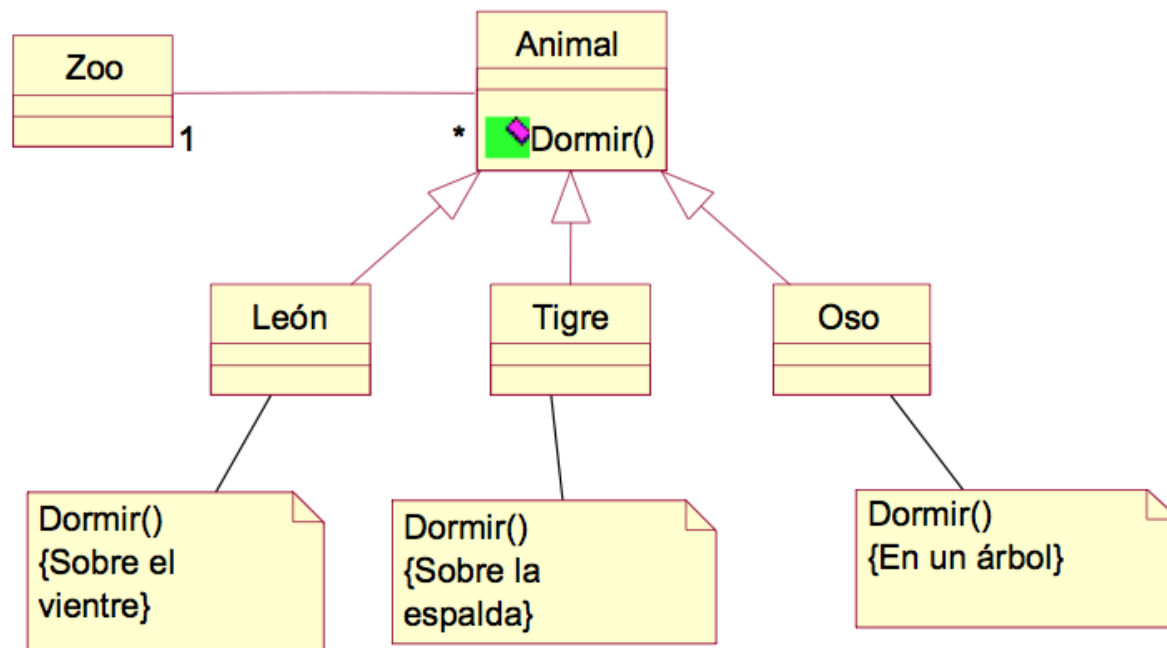 Zoo
Animal
1
*
Dormir()
León
Tigre
Oso
Dormir()
{Sobre el
vientre}
Dormir()
{Sobre la
espalda}
Dormir()
{En un árbol}